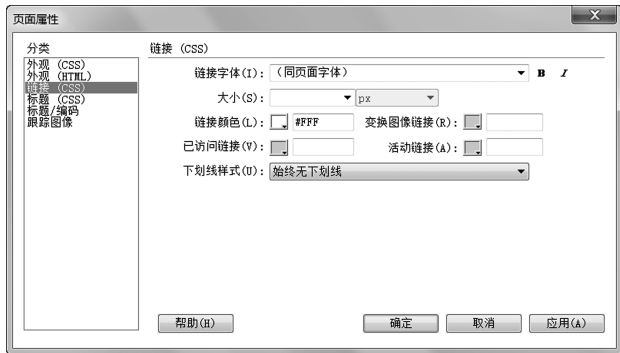 页面属性
X
分类
外观 (CSS)
外观 (HTML)
链接 (CSS)
标题 (CSS)
标题/编码
跟踪图像
链接 (CSS)
链接字体(I): (同页面字体) B I
大小(S): px
链接颜色(L): #FFF 变换图像链接(R):
已访问链接(V): 活动链接(A):
下划线样式(U): 始终无下划线
帮助(H) 确定 取消 应用(A)